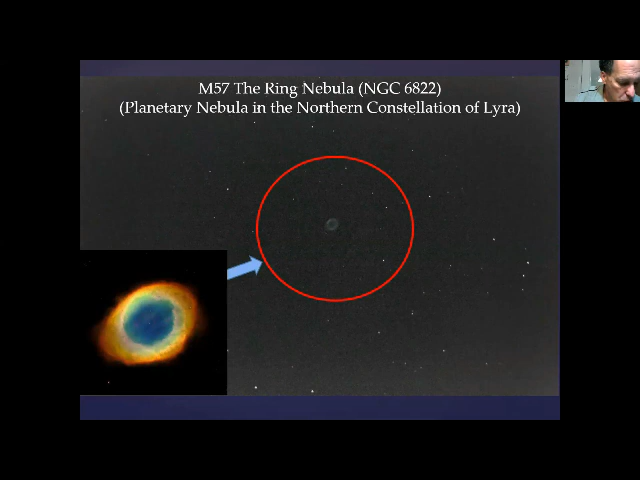 M57 The Ring Nebula (NGC 6822)
(Planetary Nebula in the Northern Constellation of Lyra)